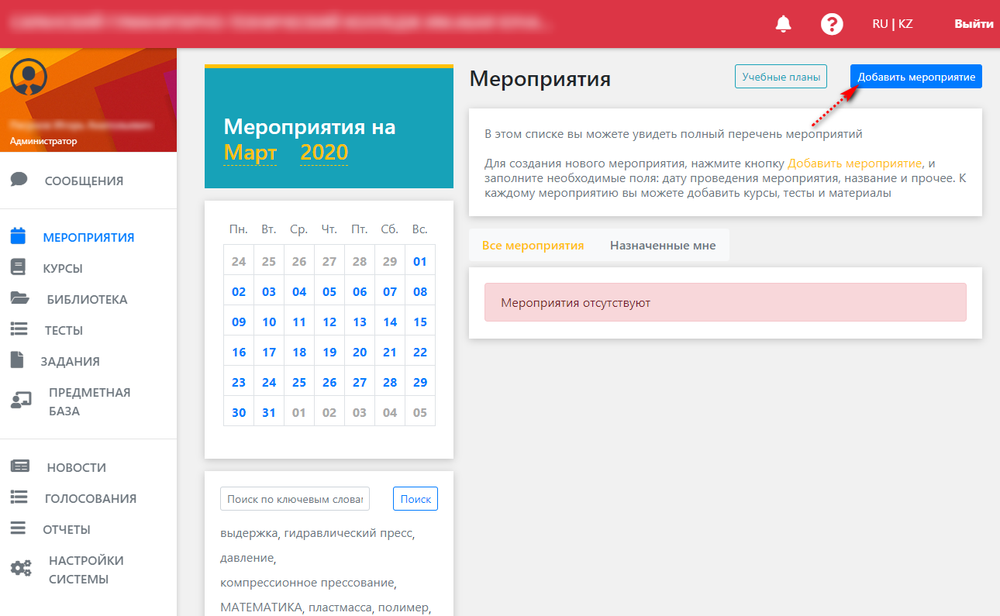 RU | KZ
Выйти
Администратор
СООБЩЕНИЯ
МЕРОПРИЯТИЯ
КУРСЫ
БИБЛИОТЕКА
ТЕСТЫ
ЗАДАНИЯ
ПРЕДМЕТНАЯ
БАЗА
НОВОСТИ
ГОЛОСОВАНИЯ
ОТЧЕТЫ
НАСТРОЙКИ
СИСТЕМЫ
Мероприятия на
Март 2020
Пн. Вт. Ср. Чт. Пт. Сб. Вс.
24 25 26 27 28 29 01
02 03 04 05 06 07 08
09 10 11 12 13 14 15
16 17 18 19 20 21 22
23 24 25 26 27 28 29
30 31 01 02 03 04 05
Поиск по ключевым словам Поиск
выдержка, гидравлический пресс,
давление,
компрессионное прессование,
МАТЕМАТИКА, пластмасса, полимер,
Мероприятия
Учебные планы
Добавить мероприятие
В этом списке вы можете увидеть полный перечень мероприятий
Для создания нового мероприятия, нажмите кнопку Добавить мероприятие, и
заполните необходимые поля: дату проведения мероприятия, название и прочее. К
каждому мероприятию вы можете добавить курсы, тесты и материалы
Все мероприятия Назначенные мне
Мероприятия отсутствуют